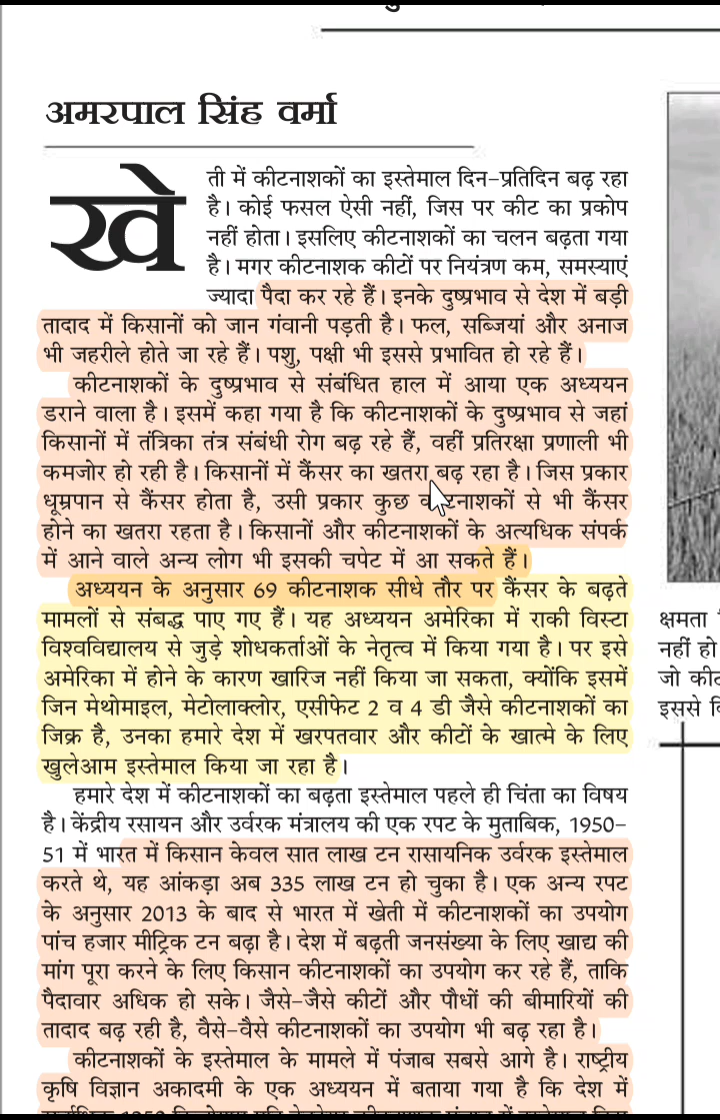 अमरपाल सिंह वर्मा
खेती में कीटनाशकों का इस्तेमाल दिन-प्रतिदिन बढ़ रहा
है। कोई फसल ऐसी नहीं, जिस पर कीट का प्रकोप
नहीं होता। इसलिए कीटनाशकों का चलन बढ़ता गया
है। मगर कीटनाशक कीटों पर नियंत्रण कम, समस्याएं
ज्यादा पैदा कर रहे हैं। इनके दुष्प्रभाव से देश में बड़ी
तादाद में किसानों को जान गंवानी पड़ती है। फल, सब्जियां और अनाज
भी जहरीले होते जा रहे हैं। पशु, पक्षी भी इससे प्रभावित हो रहे हैं।
कीटनाशकों के दुष्प्रभाव से संबंधित हाल में आया एक अध्ययन
डराने वाला है। इसमें कहा गया है कि कीटनाशकों के दुष्प्रभाव से जहां
किसानों में तंत्रिका तंत्र संबंधी रोग बढ़ रहे हैं, वहीं प्रतिरक्षा प्रणाली भी
कमजोर हो रही है। किसानों में कैंसर का खतरा बढ़ रहा है। जिस प्रकार
धूम्रपान से कैंसर होता है, उसी प्रकार कुछ कीटनाशकों से भी कैंसर
होने का खतरा रहता है। किसानों और कीटनाशकों के अत्यधिक संपर्क
में आने वाले अन्य लोग भी इसकी चपेट में आ सकते हैं।
अध्ययन के अनुसार 69 कीटनाशक सीधे तौर पर कैंसर के बढ़ते
मामलों से संबद्ध पाए गए हैं। यह अध्ययन अमेरिका में राकी विस्टा
विश्वविद्यालय से जुड़े शोधकर्ताओं के नेतृत्व में किया गया है। पर इसे
अमेरिका में होने के कारण खारिज नहीं किया जा सकता, क्योंकि इसमें
जिन मेथोमाइल, मेटोलाक्लोर, एसीफेट 2 व 4 डी जैसे कीटनाशकों का
जिक्र है, उनका हमारे देश में खरपतवार और कीटों के खात्मे के लिए
खुलेआम इस्तेमाल किया जा रहा है।
हमारे देश में कीटनाशकों का बढ़ता इस्तेमाल पहले ही चिंता का विषय
है। केंद्रीय रसायन और उर्वरक मंत्रालय की एक रपट के मुताबिक, 1950-
51 में भारत में किसान केवल सात लाख टन रासायनिक उर्वरक इस्तेमाल
करते थे, यह आंकड़ा अब 335 लाख टन हो चुका है। एक अन्य रपट
के अनुसार 2013 के बाद से भारत में खेती में कीटनाशकों का उपयोग
पांच हजार मीट्रिक टन बढ़ा है। देश में बढ़ती जनसंख्या के लिए खाद्य की
मांग पूरा करने के लिए किसान कीटनाशकों का उपयोग कर रहे हैं, ताकि
पैदावार अधिक हो सके। जैसे-जैसे कीटों और पौधों की बीमारियों की
तादाद बढ़ रही है, वैसे-वैसे कीटनाशकों का उपयोग भी बढ़ रहा है।
कीटनाशकों के इस्तेमाल के मामले में पंजाब सबसे आगे है। राष्ट्रीय
कृषि विज्ञान अकादमी के एक अध्ययन में बताया गया है कि देश में
क्षमता
नहीं हो
जो
इससे